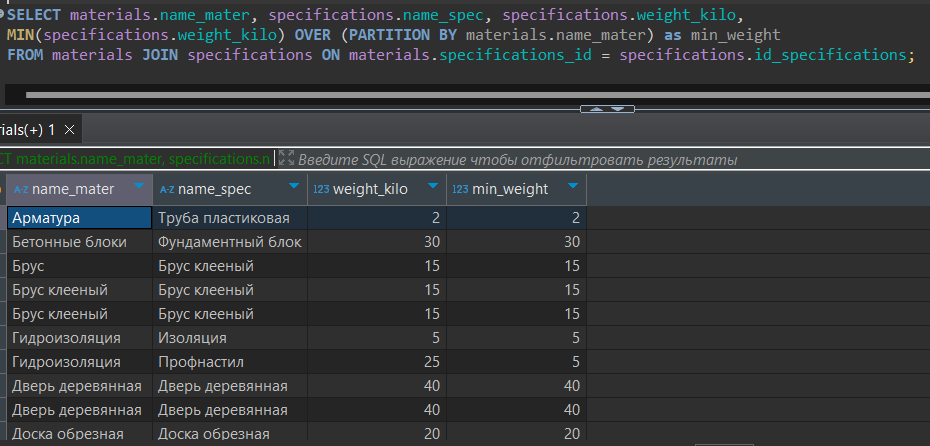 SELECT materials.name_mater, specifications.name_spec, specifications.weight_kilo,
MIN(specifications.weight_kilo) OVER (PARTITION BY materials.name_mater) as min_weight
FROM materials JOIN specifications ON materials.specifications_id = specifications.id_specifications;
rials(+) 1
CT materials.name_mater, specifications.n Введите SQL выражение чтобы отфильтровать результаты
A-Z name_mater A-Z name_spec 123 weight_kilo 123 min_weight
Арматура Труба пластиковая 2 2
Бетонные блоки Фундаментный блок 30 30
Брус Брус клееный 15 15
Брус клееный Брус клееный 15 15
Брус клееный Брус клееный 15 15
Гидроизоляция Изоляция 5 5
Гидроизоляция Профнастил 25 5
Дверь деревянная Дверь деревянная 40 40
Дверь деревянная Дверь деревянная 40 40
Доска обрезная Доска обрезная 20 20